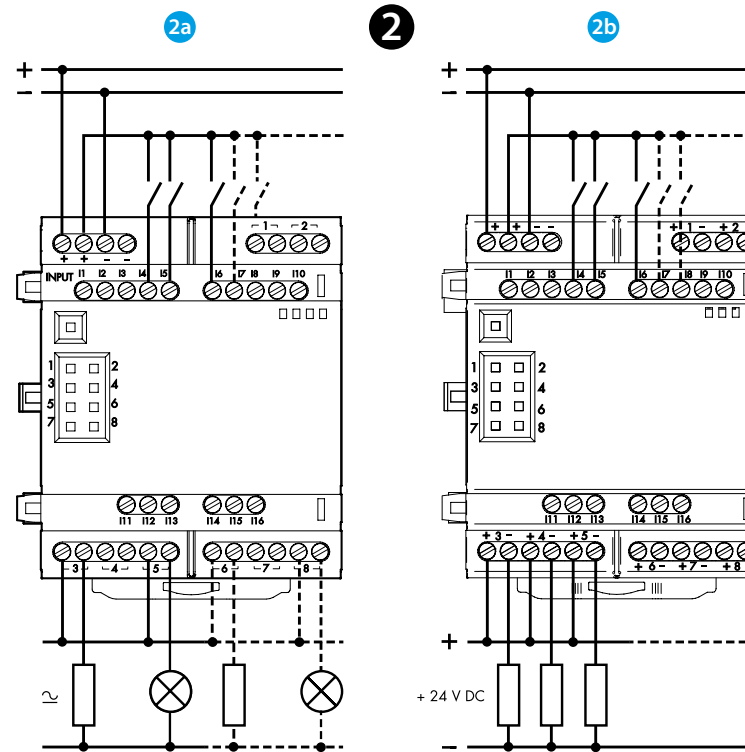 2a 2 2b
+
−
1 2
+ + − −
INPUT I1 I2 I3 I4 I5 I6 I7 I8 I9 I10
1 2
3 4
5 6
7 8
I11 I12 I13 I14 I15 I16
3 4 5 6 7 8
≃
+
−
+ + − − + 1 − + 2
I1 I2 I3 I4 I5 I6 I7 I8 I9 I10
1 2
3 4
5 6
7 8
I11 I12 I13 I14 I15 I16
+ 3 − + 4 − + 5 −
+ 6 − + 7 − + 8
+
+ 24 V DC
−